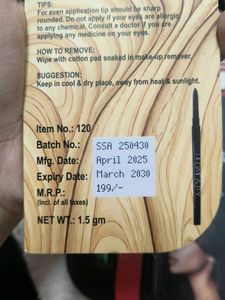 TIPS:
For even application tip should be sharp
rounded. Do not apply if your eyes are allergic
to any chemical, Consult a doctor if you are
applying any medicine on your eyes.
HOW TO REMOVE:
Wipe with cotton pad soaked in make-up remover.
SUGGESTION:
Keep in cool & dry place, away from heat & sunlight.
Item No.: 120
Batch No.: SSA 250430
Mfg. Date: April 2025
Expiry Date: March 2030
M.R.P.: 199/-
(Incl. of all taxes)
NET WT.: 1.5 gm